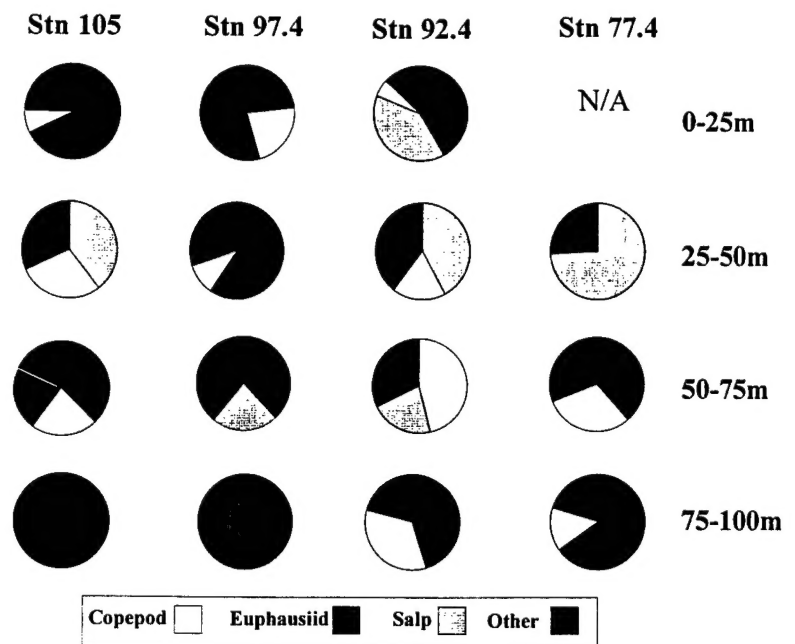 Stn 105 Stn 97.4 Stn 92.4 Stn 77.4
N/A 0-25m
25-50m
50-75m
75-100m
Copepod Euphausiid Salp Other